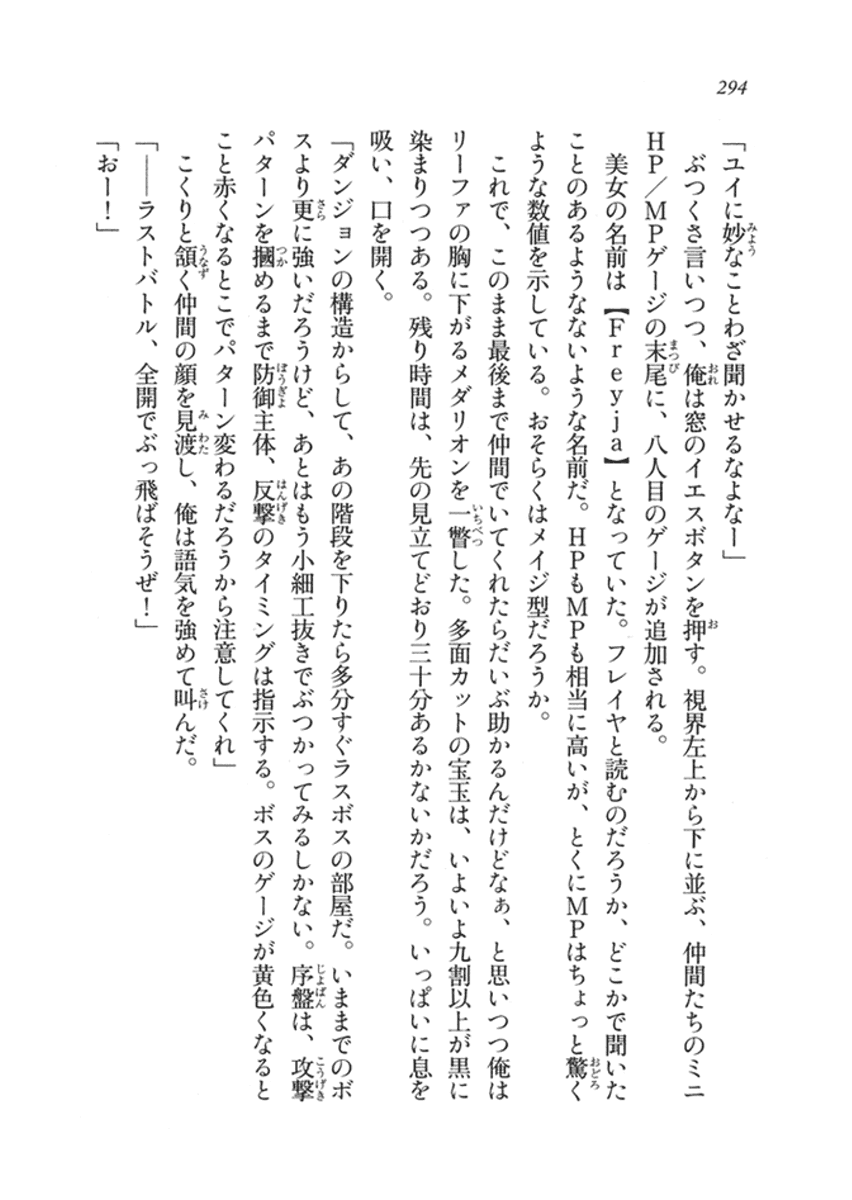 294
「ユイに妙なことわざ聞かせるなよなー」
ぶつくさ言いつつ、俺は窓のイエスボタンを押す。視界左上から下に並ぶ、仲間たちのミニ
HP／MPゲージの末尾に、八人目のゲージが追加される。
美女の名前は【Freyja】となっていた。フレイヤと読むのだろうか、どこかで聞いた
ことのあるようなないような名前だ。HPもMPも相当に高いが、とくにMPはちょっと驚く
ような数値を示している。おそらくはメイジ型だろうか。
これで、このまま最後まで仲間でいてくれたらだいぶ助かるんだけどなぁ、と思いつつ俺は
リーファの胸に下がるメダリオンを一瞥した。多面カットの宝玉は、いよいよ九割以上が黒に
染まりつつある。残り時間は、先の見立てどおり三十分あるかないかだろう。いっぱいに息を
吸い、口を開く。
「ダンジョンの構造からして、あの階段を下りたら多分すぐラスボスの部屋だ。いままでのボ
スより更に強いだろうけど、あとはもう小細工抜きでぶつかってみるしかない。序盤は、攻撃
パターンを摑めるまで防御主体、反撃のタイミングは指示する。ボスのゲージが黄色くなると
こと赤くなるとこでパターン変わるだろうから注意してくれ」
こくりと頷く仲間の顔を見渡し、俺は語気を強めて叫んだ。
「――ラストバトル、全開でぶっ飛ばそうぜ！」
「おー！」